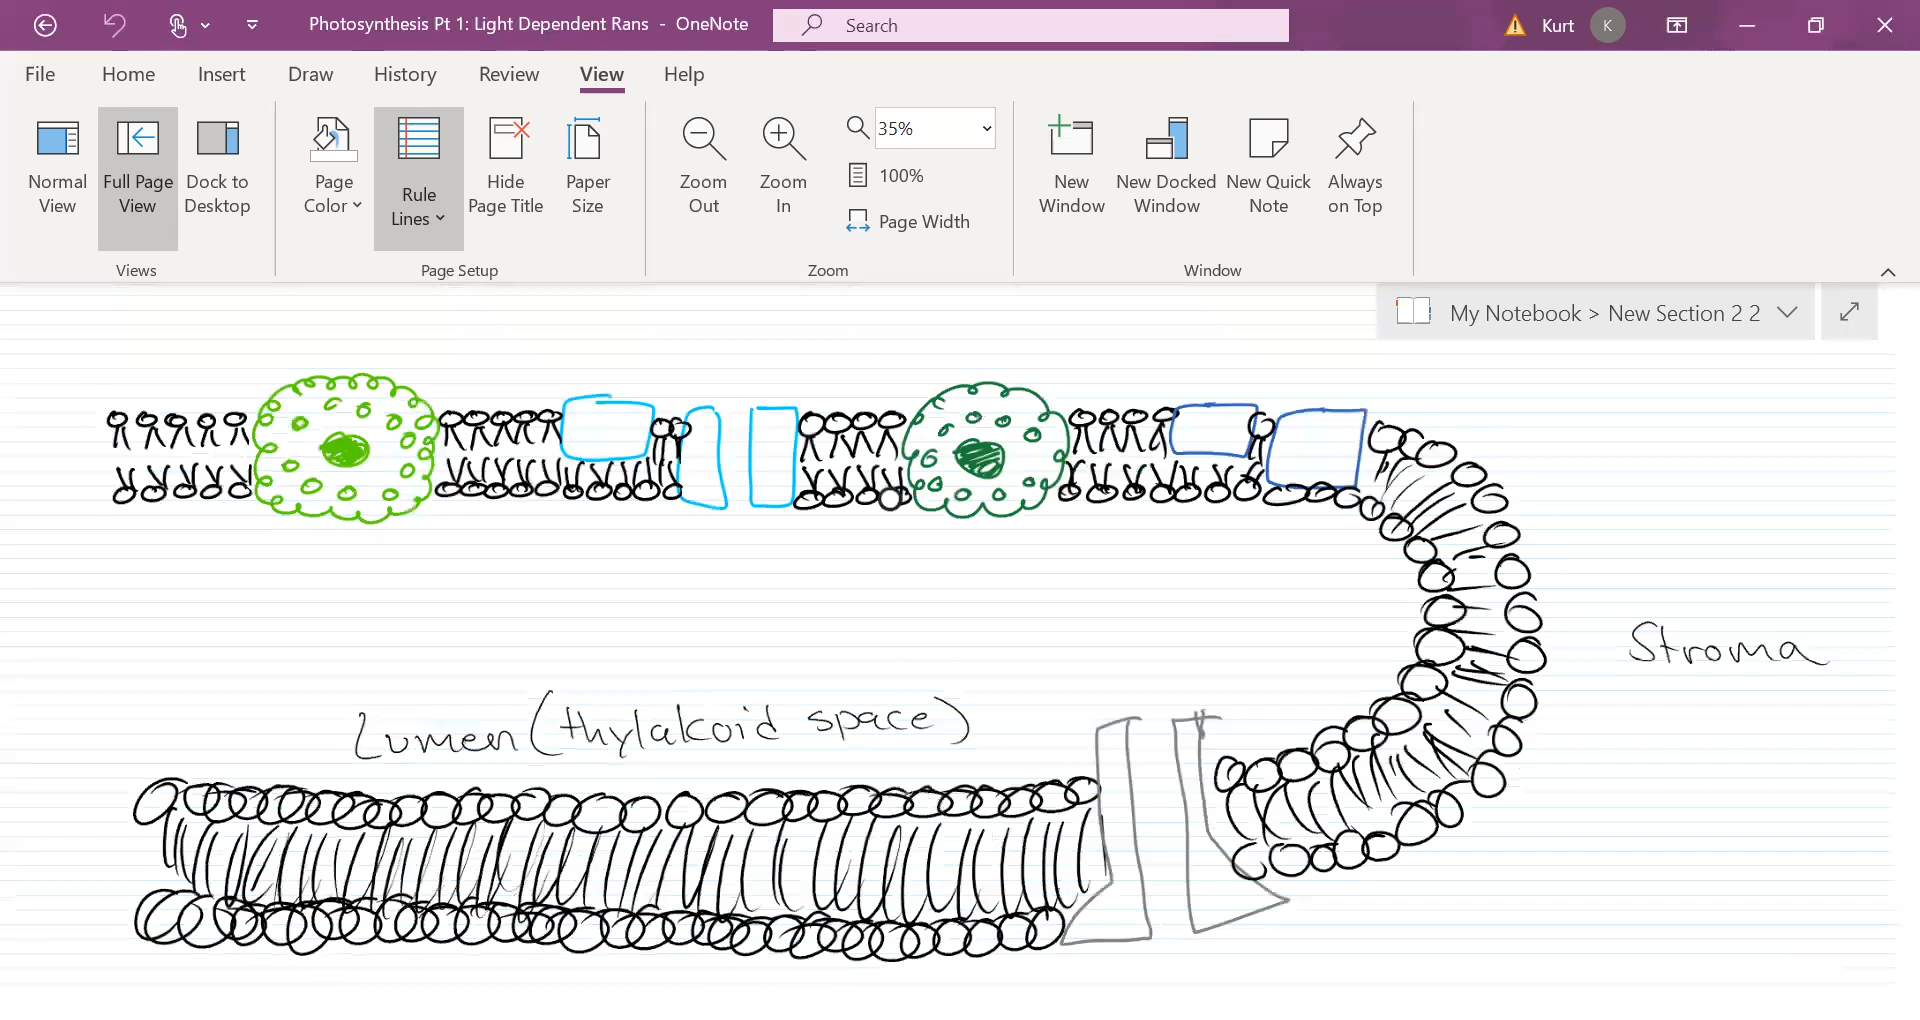 Photosynthesis Pt 1: Light Dependent Rans - OneNote
Search
Kurt
K
File Home Insert Draw History Review View Help
Normal View
Full Page View
Dock to Desktop
Page Color
Rule Lines
Hide Page Title
Paper Size
Zoom Out
Zoom In
35%
100%
Page Width
New Window
New Docked Window
New Quick Note
Always on Top
Views
Page Setup
Zoom
Window
My Notebook > New Section 2 2
Stroma
Lumen (thylakoid space)